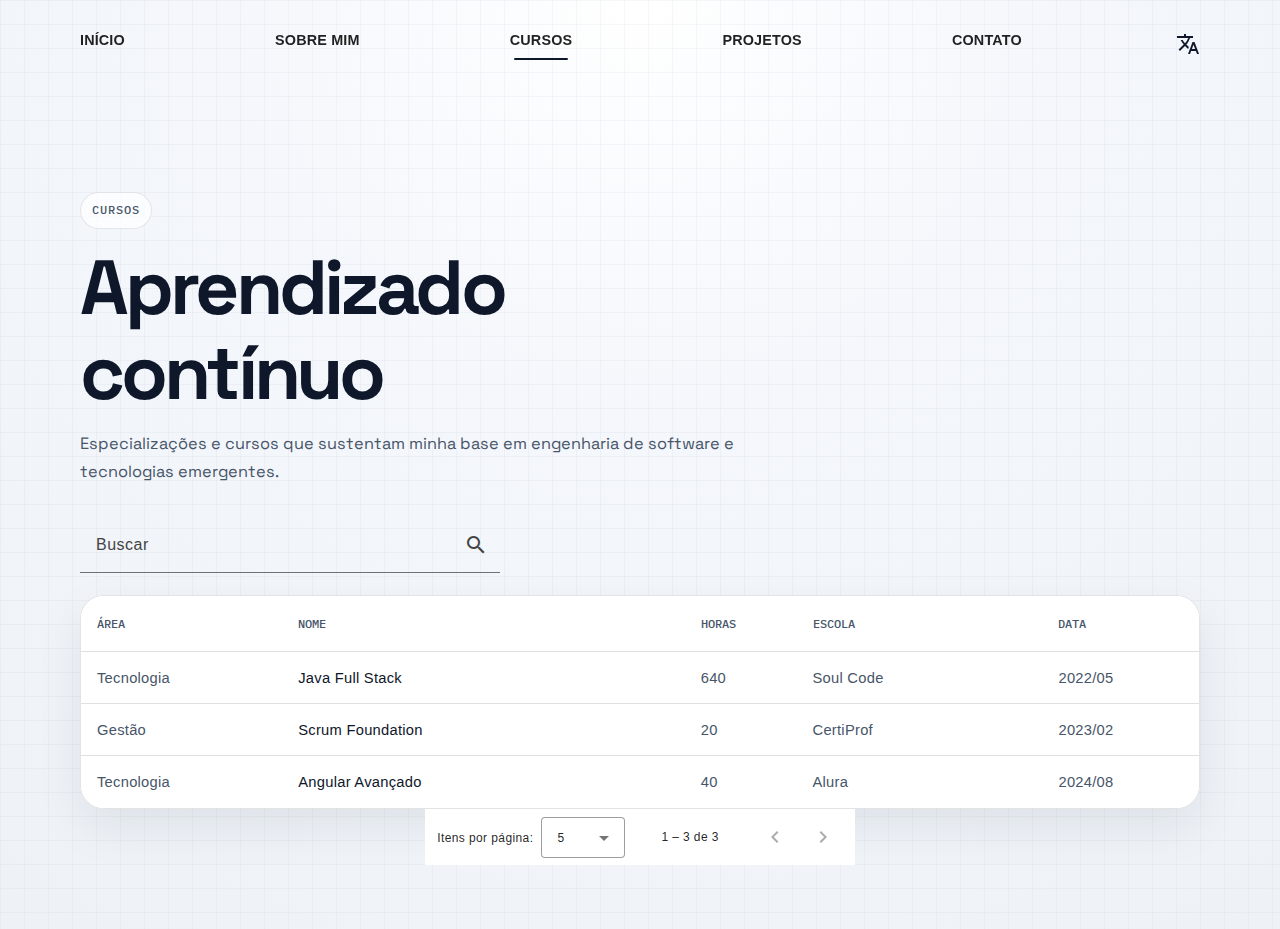 INÍCIO SOBRE MIM CURSOS PROJETOS CONTATO
CURSOS
Aprendizado
contínuo
Especializações e cursos que sustentam minha base em engenharia de software e
tecnologias emergentes.
Buscar
ÁREA NOME HORAS ESCOLA DATA
Tecnologia Java Full Stack 640 Soul Code 2022/05
Gestão Scrum Foundation 20 CertiProf 2023/02
Tecnologia Angular Avançado 40 Alura 2024/08
Itens por página: 5 1 – 3 de 3